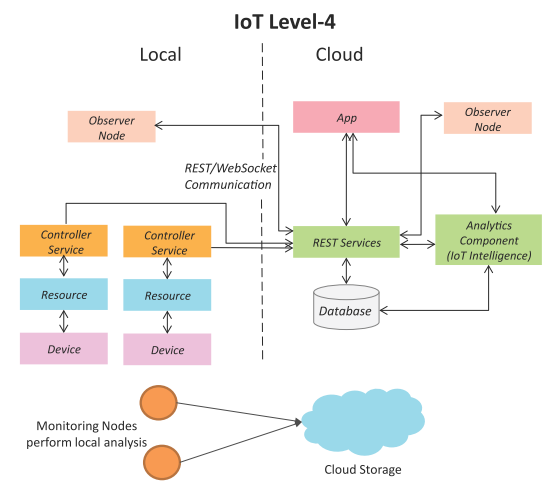 IoT Level-4
Local
Cloud
Observer
Node
App
Observer
Node
REST/WebSocket
Communication
Controller
Service
Controller
Service
REST Services
Analytics
Component
(IoT Intelligence)
Resource
Resource
Database
Device
Device
Monitoring Nodes
perform local analysis
Cloud Storage